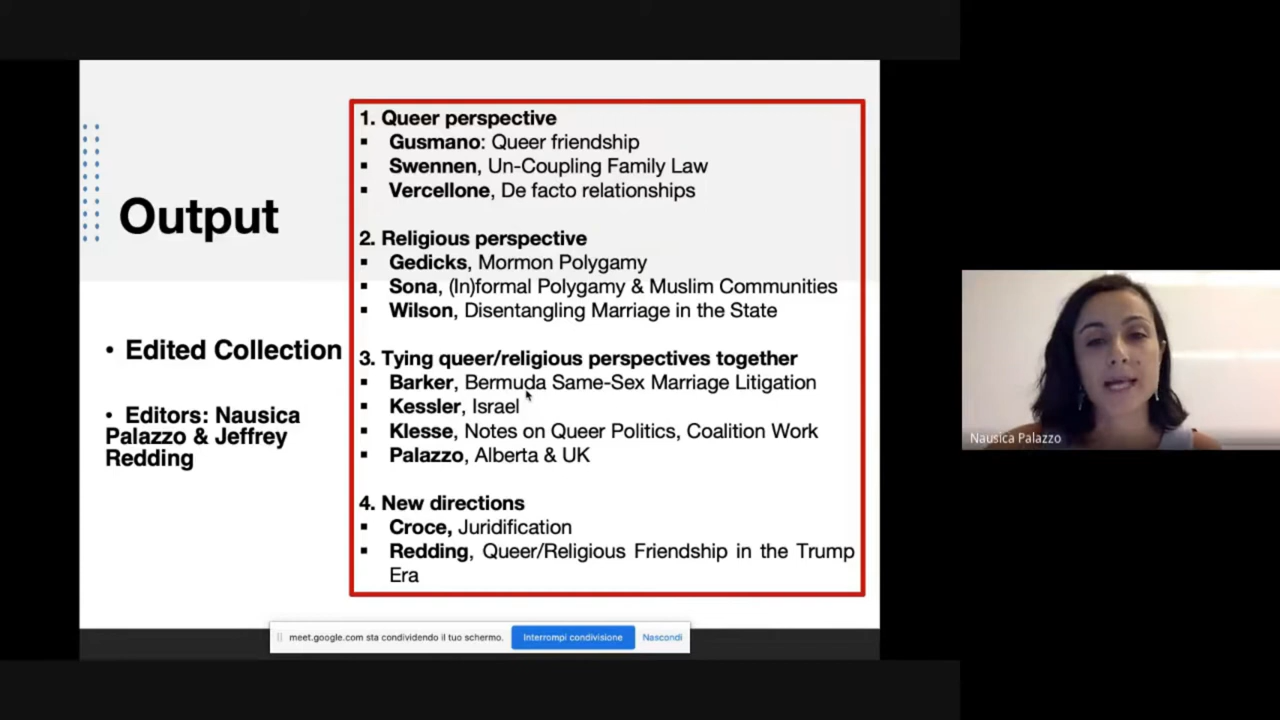 Output
• Edited Collection
• Editors: Nausica
Palazzo & Jeffrey
Redding
1. Queer perspective
▪ Gusmano: Queer friendship
▪ Swennen, Un-Coupling Family Law
▪ Vercellone, De facto relationships
2. Religious perspective
▪ Gedicks, Mormon Polygamy
▪ Sona, (In)formal Polygamy & Muslim Communities
▪ Wilson, Disentangling Marriage in the State
3. Tying queer/religious perspectives together
▪ Barker, Bermuda Same-Sex Marriage Litigation
▪ Kessler, Israel
▪ Klesse, Notes on Queer Politics, Coalition Work
▪ Palazzo, Alberta & UK
4. New directions
▪ Croce, Juridification
▪ Redding, Queer/Religious Friendship in the Trump
Era
meet.google.com sta condividendo il tuo schermo.
Interrompi condivisione
Nascondi
Nausica Palazzo